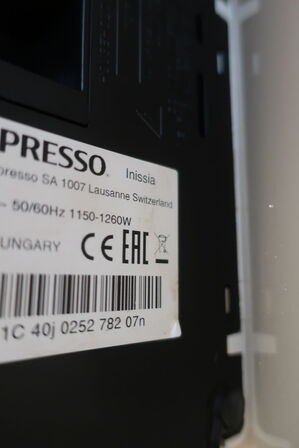 PRESSO. Inissia
presso SA 1007 Lausanne Switzerland
~ 50/60Hz 1150-1260W
UNGARY CE EAC
1C 40j 0252 782 07n